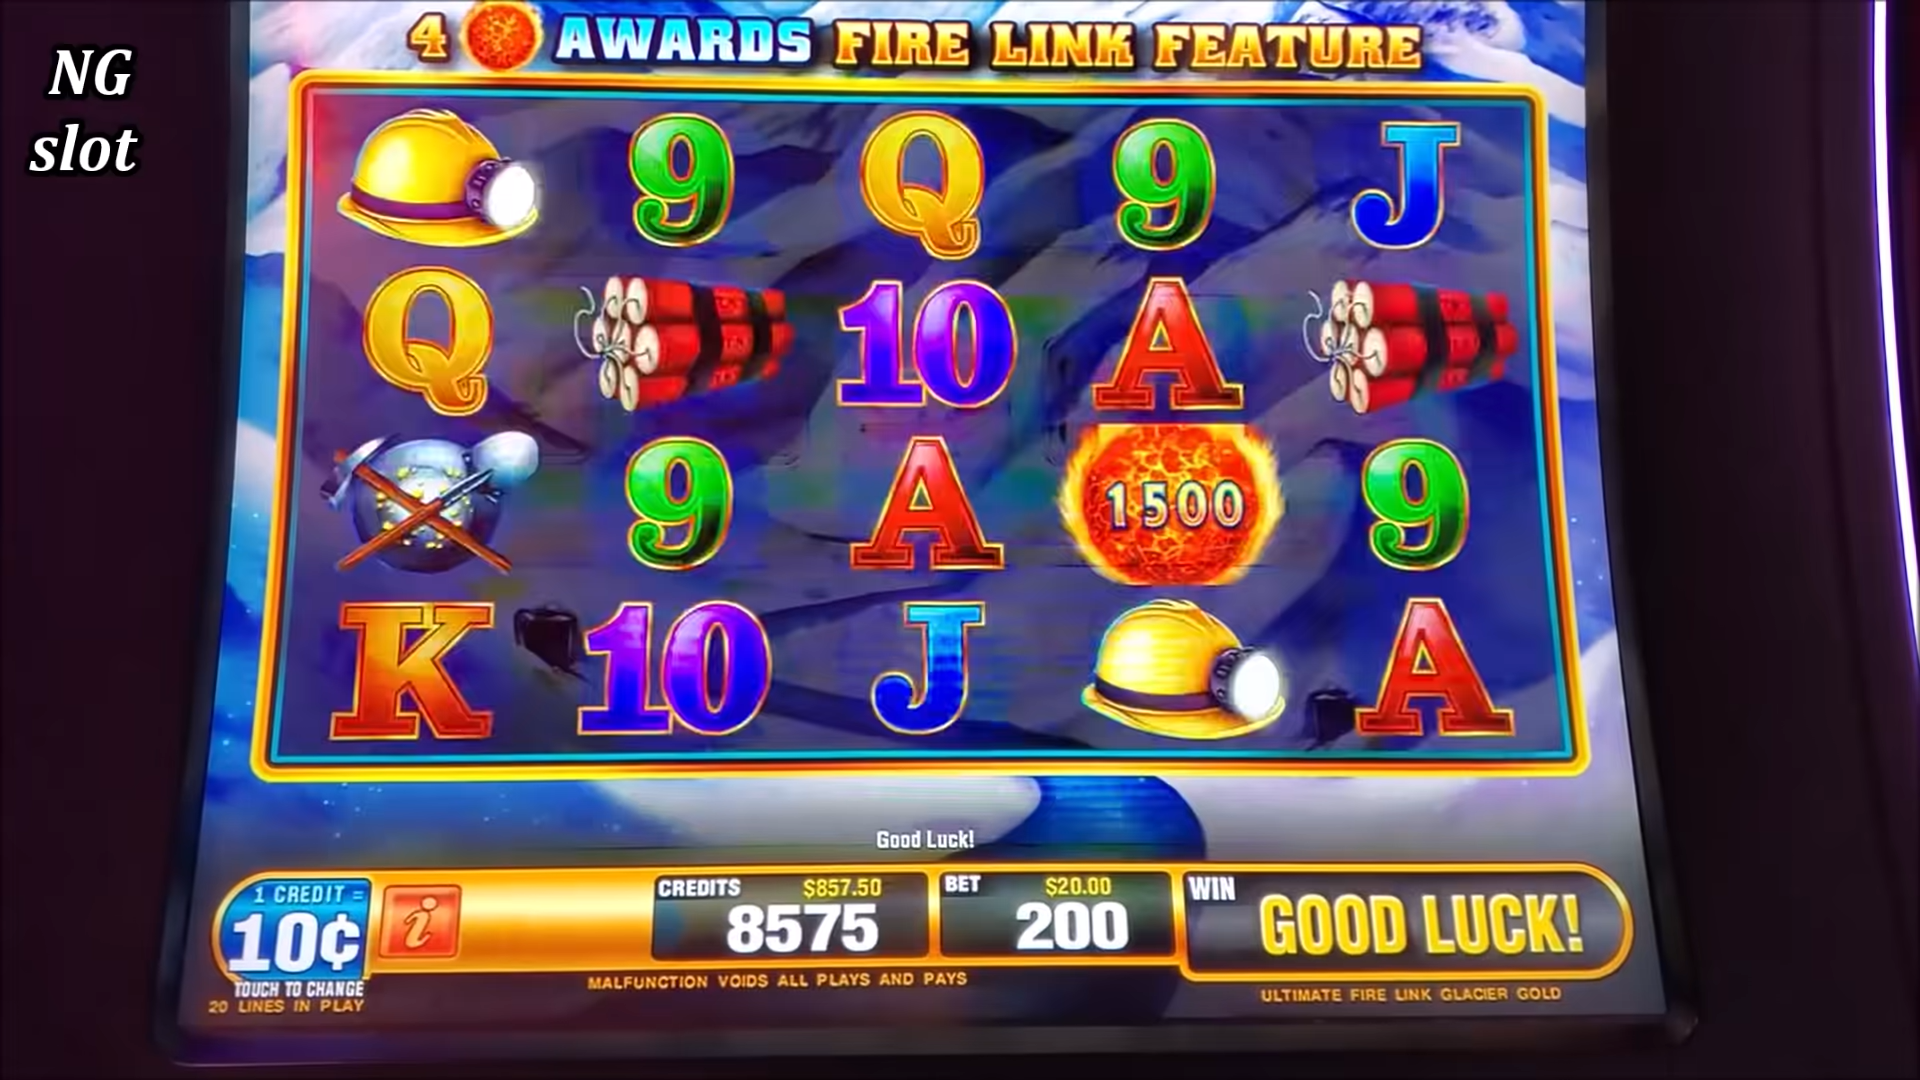 NG
slot
4 AWARDS FIRE LINK FEATURE
9 Q 9 J
Q 10 A
9 A 1500 9
K 10 J A
Good Luck!
1 CREDIT =
10¢
TOUCH TO CHANGE
20 LINES IN PLAY
i
CREDITS $857.50
8575
BET $20.00
200
WIN
GOOD LUCK!
MALFUNCTION VOIDS ALL PLAYS AND PAYS
ULTIMATE FIRE LINK GLACIER GOLD